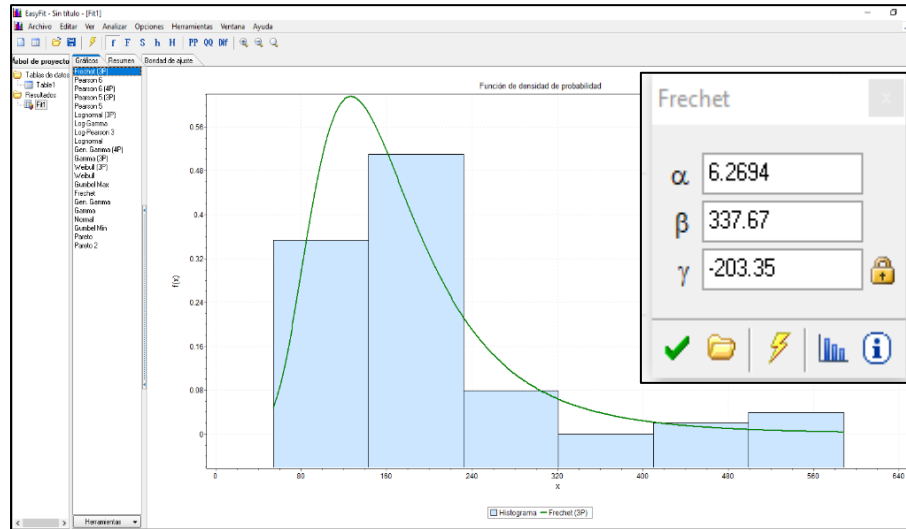 EasyFit - Sin título - [Fit1]
Archivo Editar Ver Analizar Opciones Herramientas Ventana Ayuda
f F S h H PP QQ Dif
Árbol de proyecto
Gráficos Resumen Bondad de ajuste
Tablas de datos
Table1
Resultados
Fit1
Frechet (3P)
Pearson 6
Pearson 6 (4P)
Pearson 5 (3P)
Pearson 5
Lognormal (3P)
Log-Gamma
Log-Pearson 3
Lognormal
Gen. Gamma (4P)
Gamma (3P)
Weibull (3P)
Weibull
Gumbel Max
Frechet
Gen. Gamma
Gamma
Normal
Gumbel Min
Pareto
Pareto 2
Herramientas
Función de densidad de probabilidad
f(x)
0.56
0.48
0.4
0.32
0.24
0.16
0.08
0
0 80 160 240 320 400 480 560 640
x
Histograma Frechet (3P)
Frechet
x
α 6.2694
β 337.67
γ -203.35